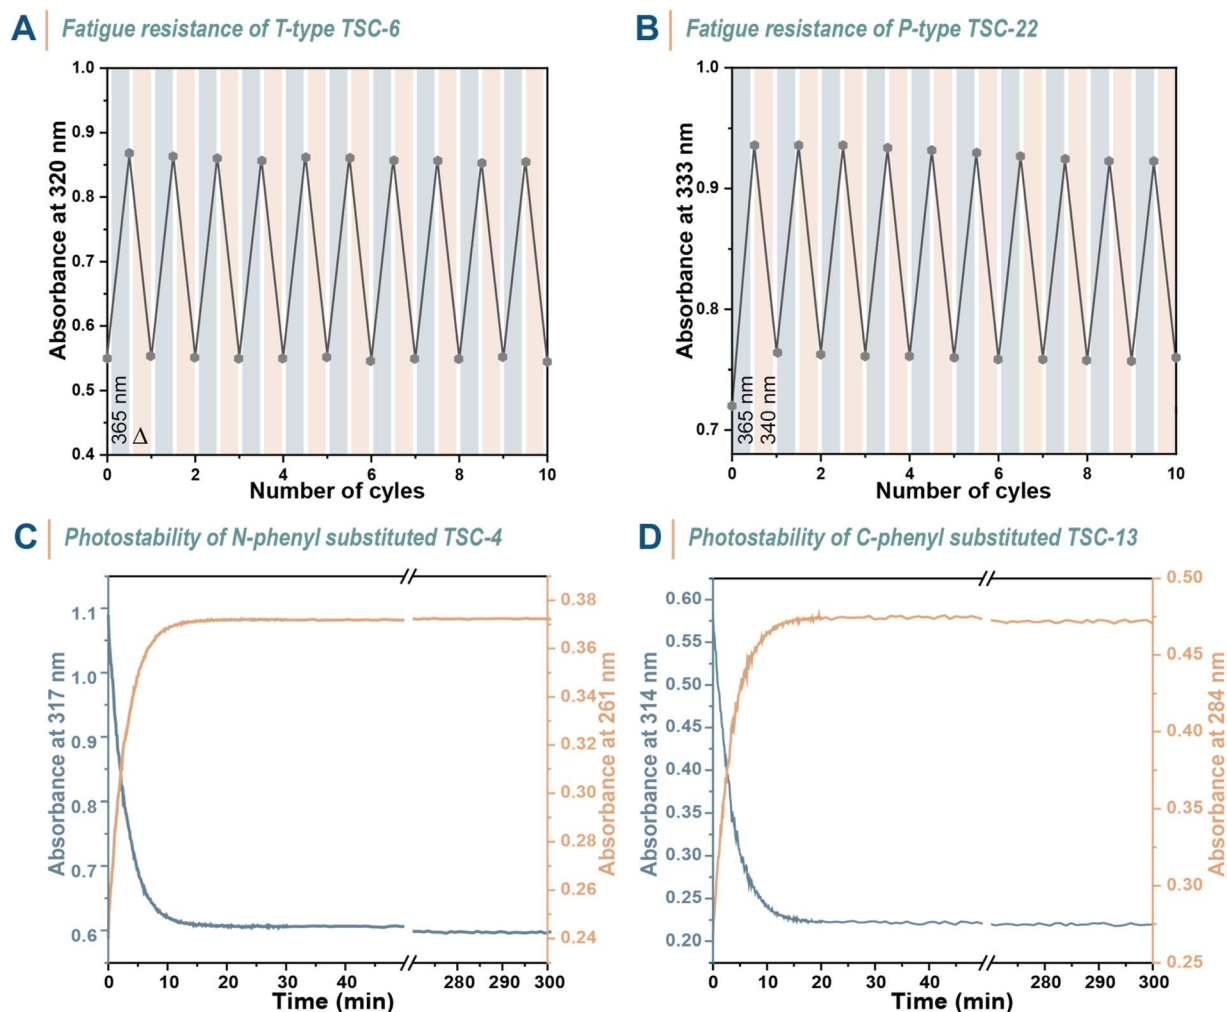 A Fatigue resistance of T-type TSC-6
1.0
0.9
0.8
0.7
0.6
0.5
0.4
Absorbance at 320 nm
365 nm
Δ
0 2 4 6 8 10
Number of cyles
B Fatigue resistance of P-type TSC-22
1.0
0.9
0.8
0.7
Absorbance at 333 nm
365 nm
340 nm
0 2 4 6 8 10
Number of cyles
C Photostability of N-phenyl substituted TSC-4
1.1
1.0
0.9
0.8
0.7
0.6
Absorbance at 317 nm
0.38
0.36
0.34
0.32
0.30
0.28
0.26
0.24
Absorbance at 261 nm
0 10 20 30 40 280 290 300
Time (min)
D Photostability of C-phenyl substituted TSC-13
0.60
0.55
0.50
0.45
0.40
0.35
0.30
0.25
0.20
Absorbance at 314 nm
0.50
0.45
0.40
0.35
0.30
0.25
Absorbance at 284 nm
0 10 20 30 40 280 290 300
Time (min)